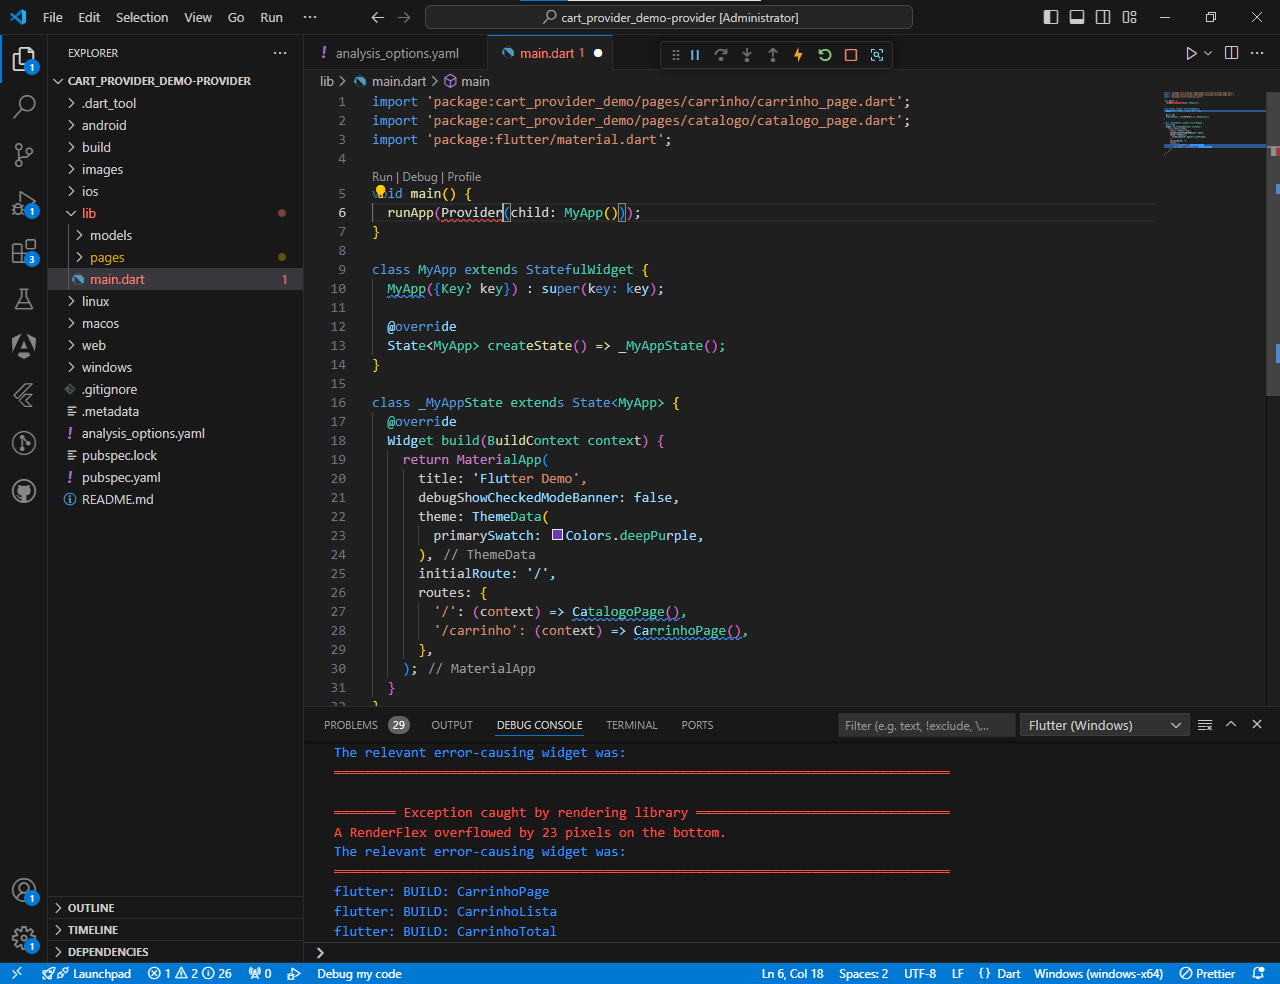 File Edit Selection View Go Run ··· cart_provider_demo-provider [Administrator]
EXPLORER ···
CART_PROVIDER_DEMO-PROVIDER
.dart_tool
android
build
images
ios
lib
models
pages
main.dart 1
linux
macos
web
windows
.gitignore
.metadata
analysis_options.yaml
pubspec.lock
pubspec.yaml
README.md
OUTLINE
TIMELINE
DEPENDENCIES
1
1
3
1
1
! analysis_options.yaml main.dart 1 ●
lib > main.dart > main
1 import 'package:cart_provider_demo/pages/carrinho/carrinho_page.dart';
2 import 'package:cart_provider_demo/pages/catalogo/catalogo_page.dart';
3 import 'package:flutter/material.dart';
4
Run | Debug | Profile
5 void main() {
6 runApp(Provider(child: MyApp()));
7 }
8
9 class MyApp extends StatefulWidget {
10 MyApp({Key? key}) : super(key: key);
11
12 @override
13 State<MyApp> createState() => _MyAppState();
14 }
15
16 class _MyAppState extends State<MyApp> {
17 @override
18 Widget build(BuildContext context) {
19 return MaterialApp(
20 title: 'Flutter Demo',
21 debugShowCheckedModeBanner: false,
22 theme: ThemeData(
23 primarySwatch: Colors.deepPurple,
24 ), // ThemeData
25 initialRoute: '/',
26 routes: {
27 '/': (context) => CatalogoPage(),
28 '/carrinho': (context) => CarrinhoPage(),
29 },
30 ); // MaterialApp
31 }
32 }
PROBLEMS 29 OUTPUT DEBUG CONSOLE TERMINAL PORTS Filter (e.g. text, !exclude, \... Flutter (Windows)
The relevant error-causing widget was:
════════ Exception caught by rendering library ═════════════════════════════════
A RenderFlex overflowed by 23 pixels on the bottom.
The relevant error-causing widget was:
flutter: BUILD: CarrinhoPage
flutter: BUILD: CarrinhoLista
flutter: BUILD: CarrinhoTotal
>
Launchpad 1 2 26 0 Debug my code Ln 6, Col 18 Spaces: 2 UTF-8 LF { } Dart Windows (windows-x64) Prettier